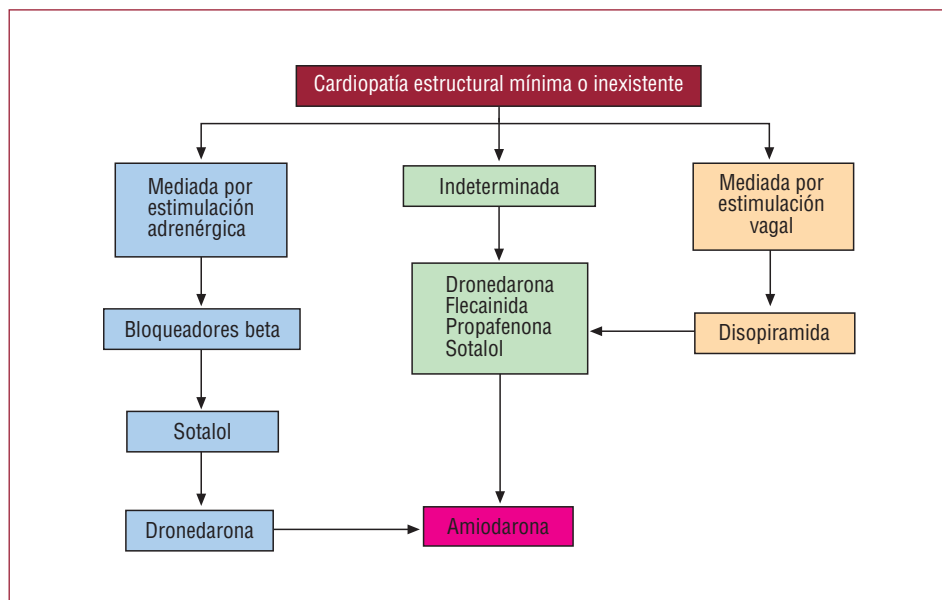 Cardiopatía estructural mínima o inexistente
Mediada por
estimulación
adrenérgica
Indeterminada
Mediada por
estimulación
vagal
Dronedarona
Flecainida
Propafenona
Sotalol
Bloqueadores beta
Disopiramida
Sotalol
Dronedarona
Amiodarona